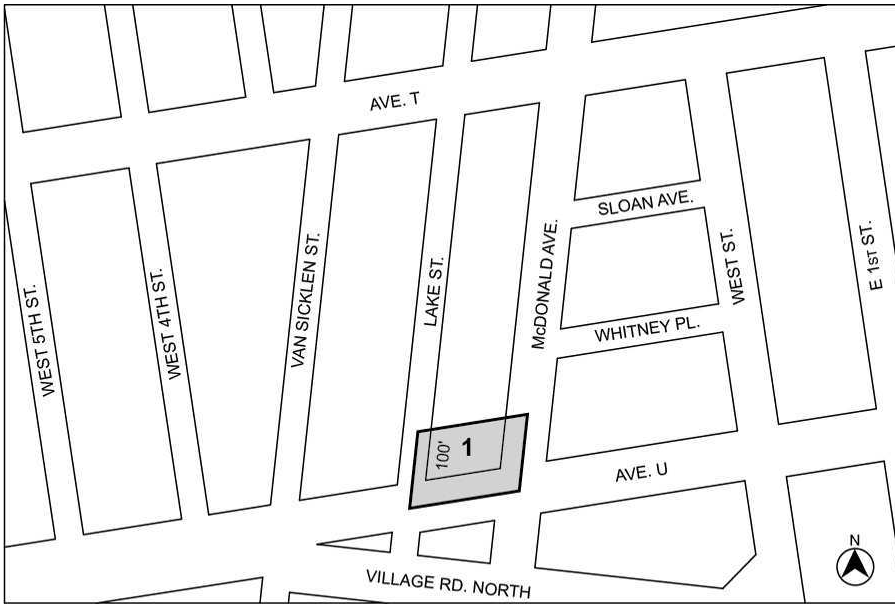 AVE. T
SLOAN AVE.
WEST 5TH ST.
WEST 4TH ST.
VAN SICKLEN ST.
LAKE ST.
McDONALD AVE.
WEST ST.
E 1ST ST.
WHITNEY PL.
100'
1
AVE. U
N
VILLAGE RD. NORTH